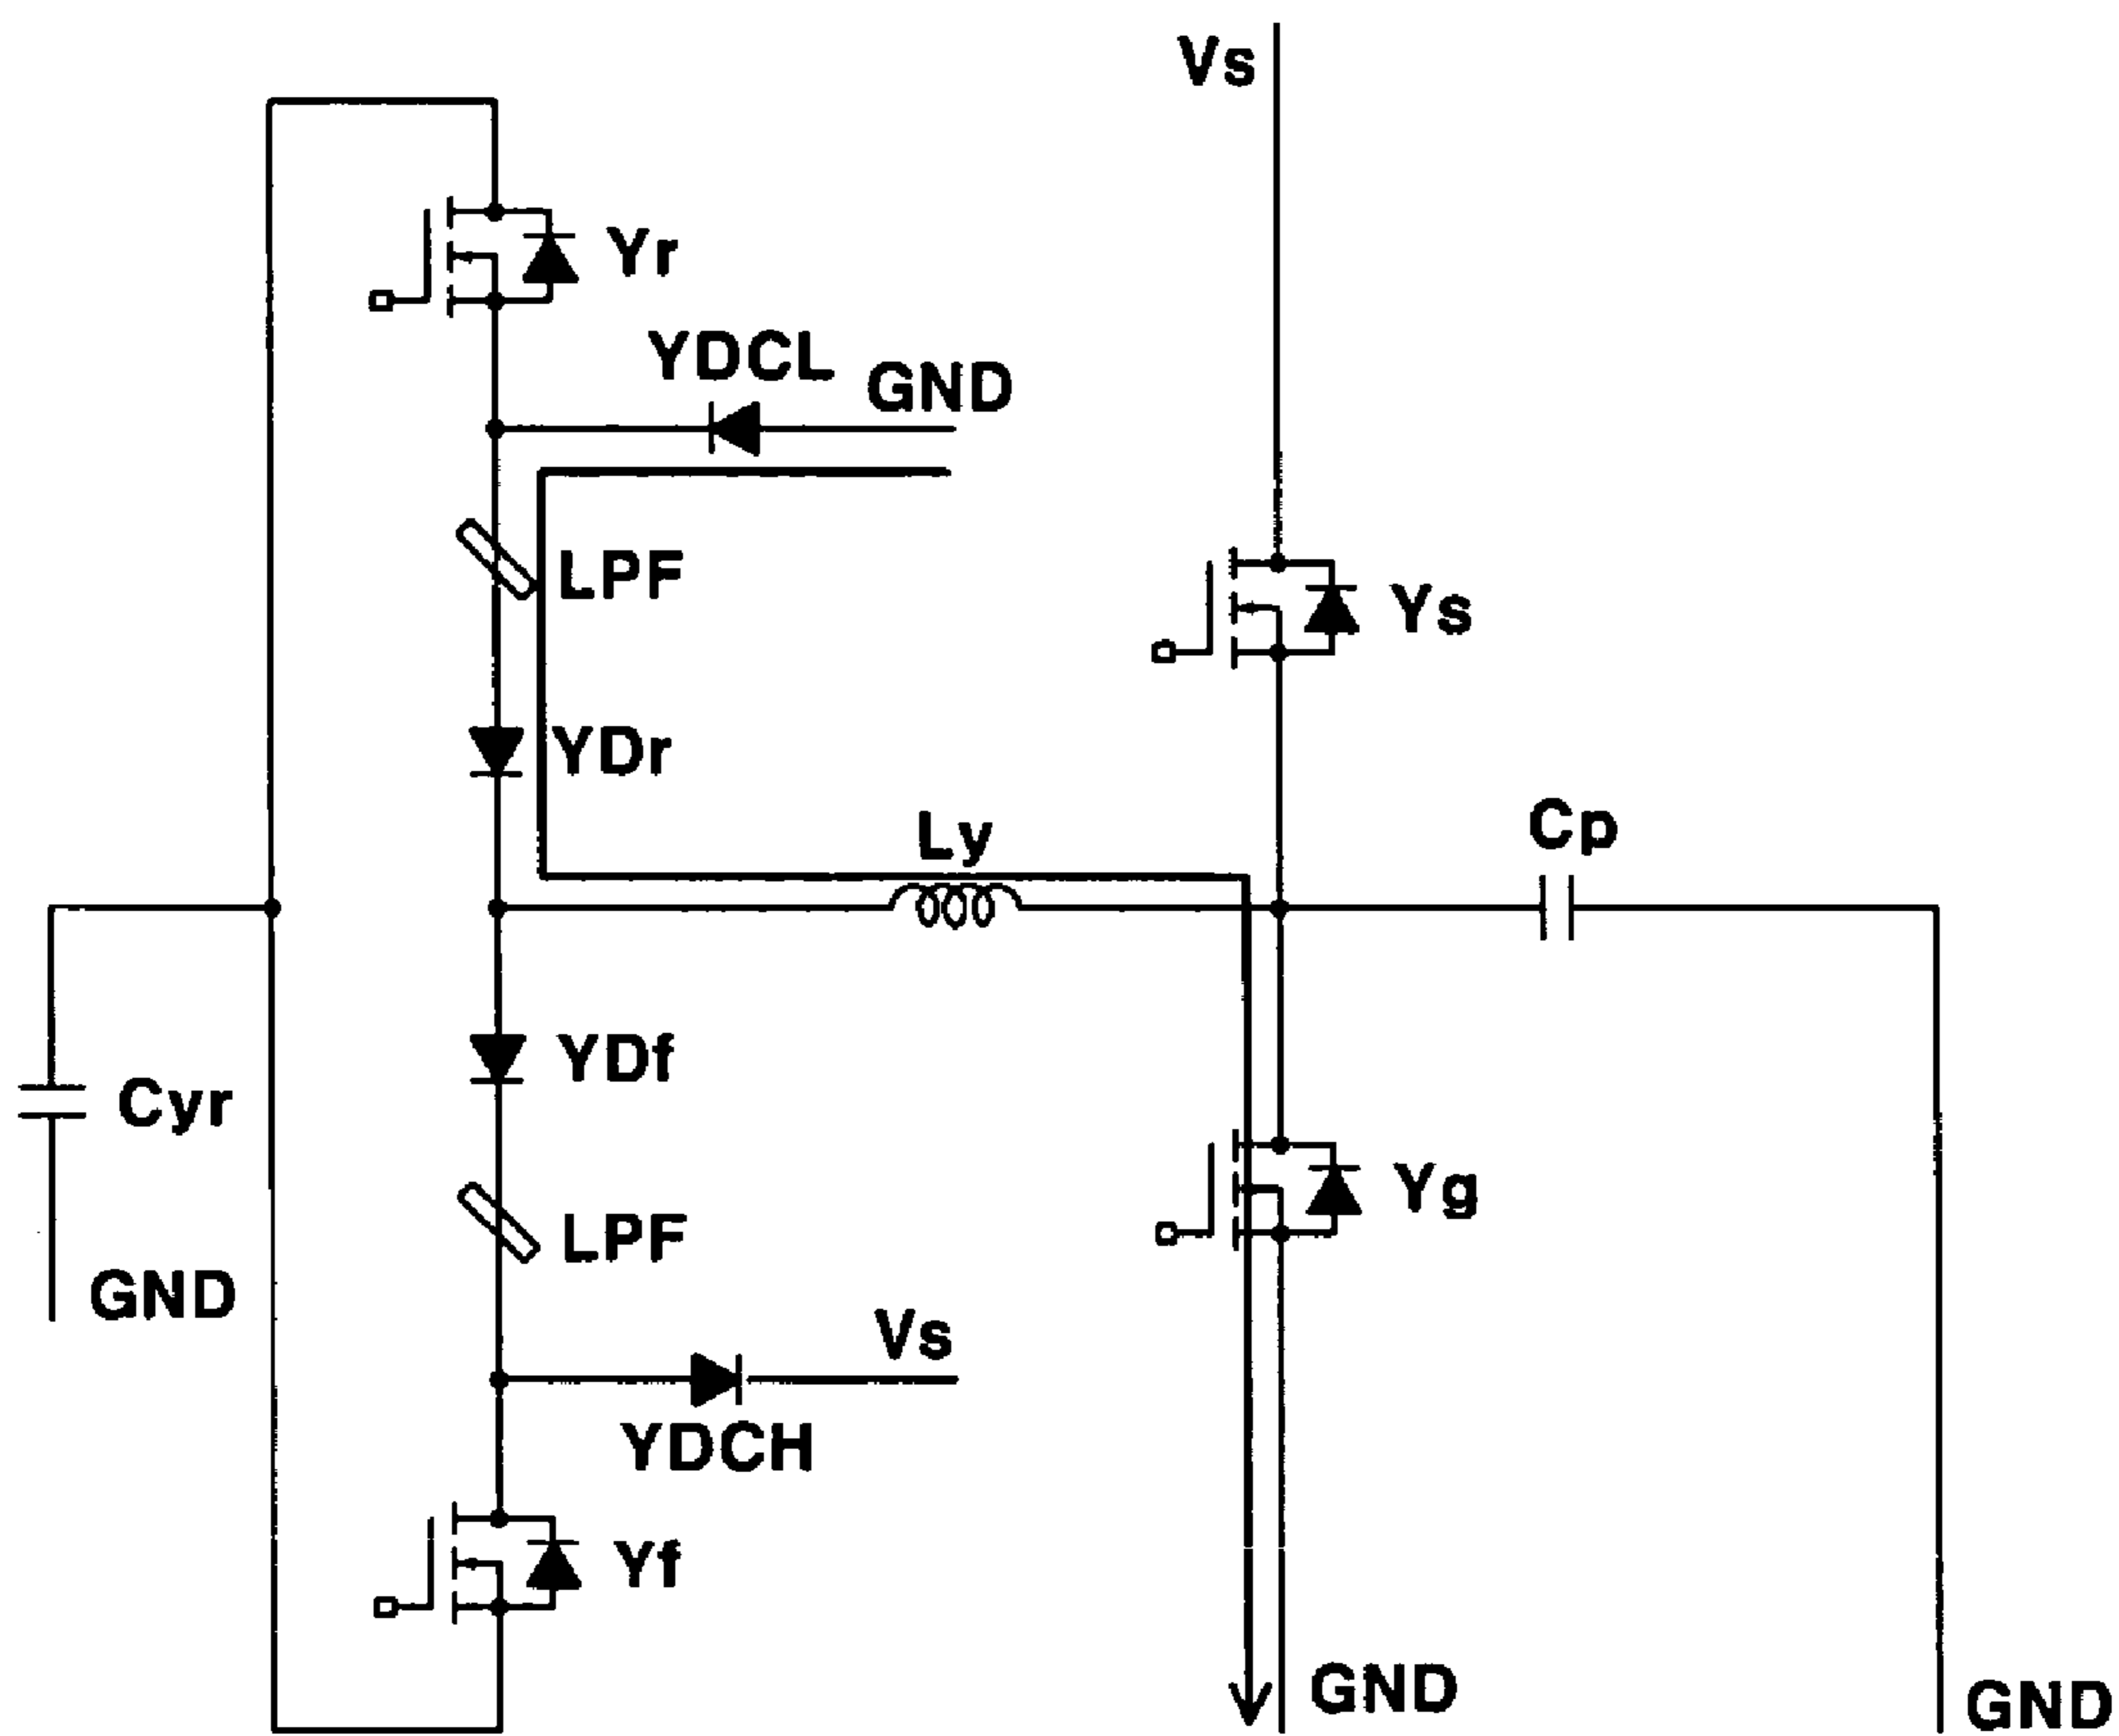 Vs
Yr
YDCL
GND
LPF
Ys
YDr
Ly
Cp
YDf
Cyr
Yg
LPF
GND
Vs
YDCH
Yf
GND
GND